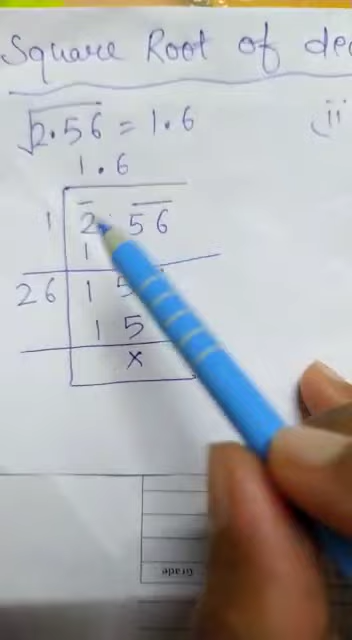 Square Root of dec
√2.56 = 1.6
ii
1.6
1 2. 56
1
26 1 5
1 5
x
Grade